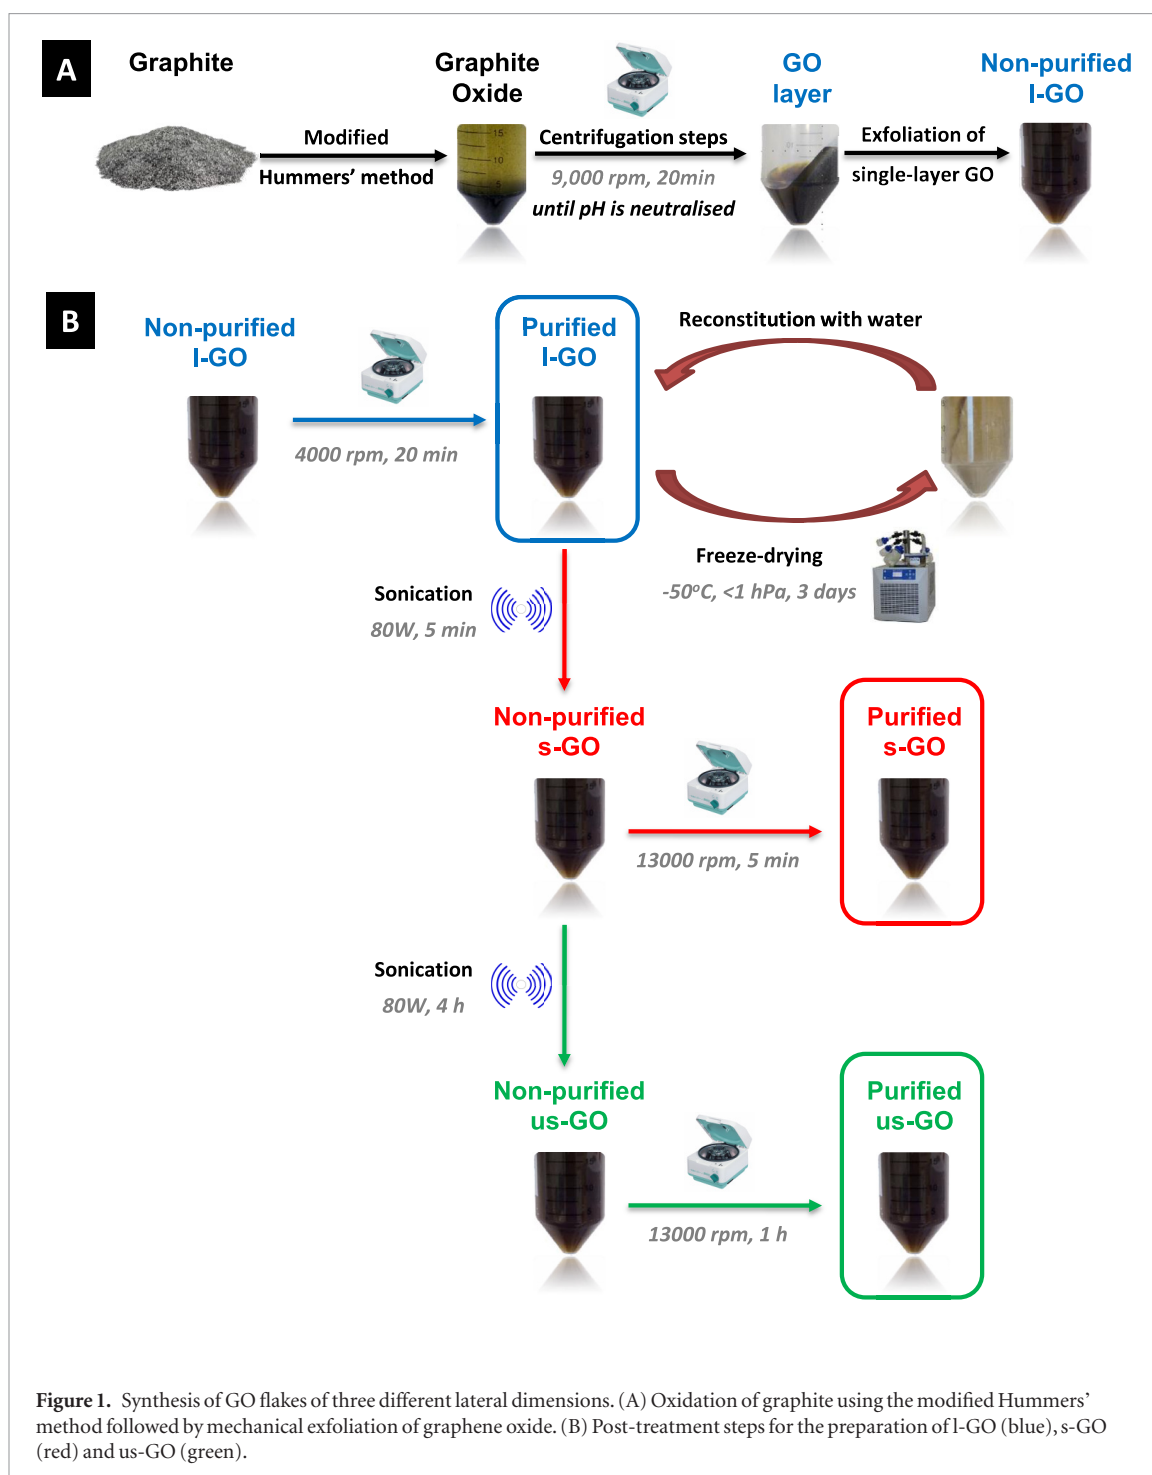 A
Graphite
Graphite
Oxide
GO
layer
Non-purified
l-GO
Modified
Hummers’ method
Centrifugation steps
9,000 rpm, 20min
until pH is neutralised
Exfoliation of
single-layer GO
B
Non-purified
l-GO
4000 rpm, 20 min
Purified
l-GO
Reconstitution with water
Freeze-drying
-50°C, <1 hPa, 3 days
Sonication
80W, 5 min
Non-purified
s-GO
13000 rpm, 5 min
Purified
s-GO
Sonication
80W, 4 h
Non-purified
us-GO
13000 rpm, 1 h
Purified
us-GO
Figure 1. Synthesis of GO flakes of three different lateral dimensions. (A) Oxidation of graphite using the modified Hummers’
method followed by mechanical exfoliation of graphene oxide. (B) Post-treatment steps for the preparation of l-GO (blue), s-GO
(red) and us-GO (green).